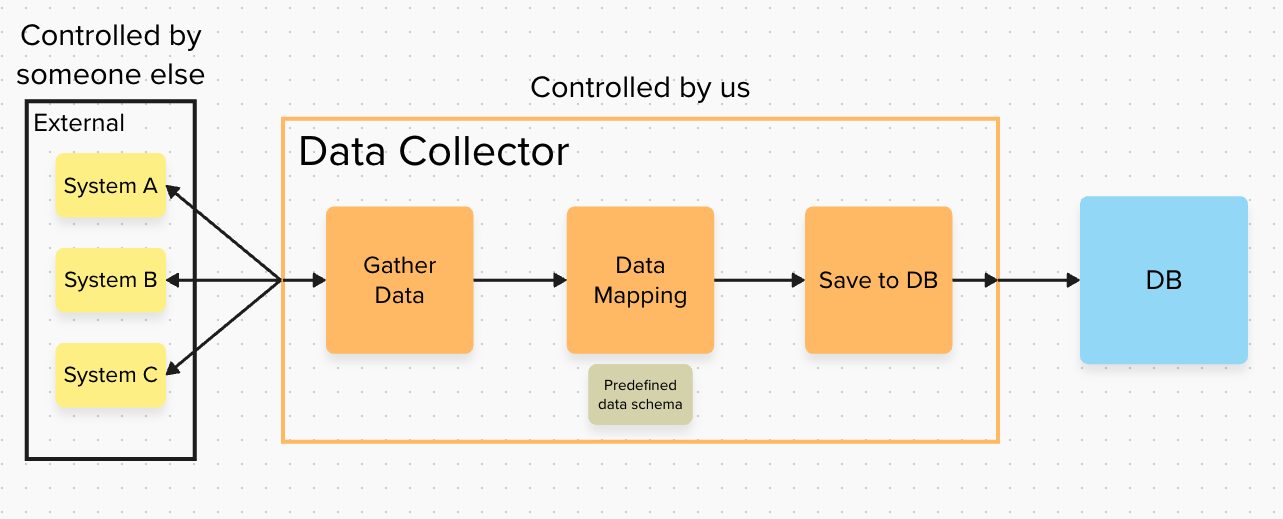 Controlled by
someone else
External
System A
System B
System C
Controlled by us
Data Collector
Gather
Data
Data
Mapping
Predefined
data schema
Save to DB
DB